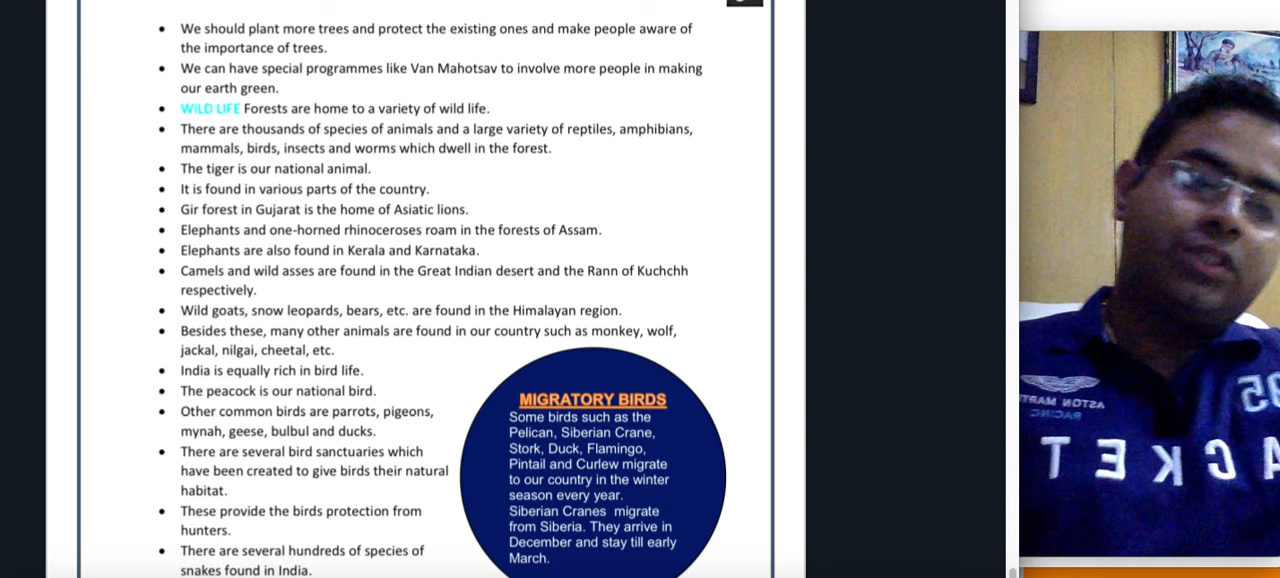 We should plant more trees and protect the existing ones and make people aware of
the importance of trees.
We can have special programmes like Van Mahotsav to involve more people in making
our earth green.
WILD LIFE Forests are home to a variety of wild life.
There are thousands of species of animals and a large variety of reptiles, amphibians,
mammals, birds, insects and worms which dwell in the forest.
The tiger is our national animal.
It is found in various parts of the country.
Gir forest in Gujarat is the home of Asiatic lions.
Elephants and one-horned rhinoceroses roam in the forests of Assam.
Elephants are also found in Kerala and Karnataka.
Camels and wild asses are found in the Great Indian desert and the Rann of Kuchchh
respectively.
Wild goats, snow leopards, bears, etc. are found in the Himalayan region.
Besides these, many other animals are found in our country such as monkey, wolf,
jackal, nilgai, cheetal, etc.
India is equally rich in bird life.
The peacock is our national bird.
Other common birds are parrots, pigeons,
mynah, geese, bulbul and ducks.
There are several bird sanctuaries which
have been created to give birds their natural
habitat.
These provide the birds protection from
hunters.
There are several hundreds of species of
snakes found in India.
MIGRATORY BIRDS
Some birds such as the
Pelican, Siberian Crane,
Stork, Duck, Flamingo,
Pintail and Curlew migrate
to our country in the winter
season every year.
Siberian Cranes migrate
from Siberia. They arrive in
December and stay till early
March.
ASTON MARTI
RACING
95
ACKET